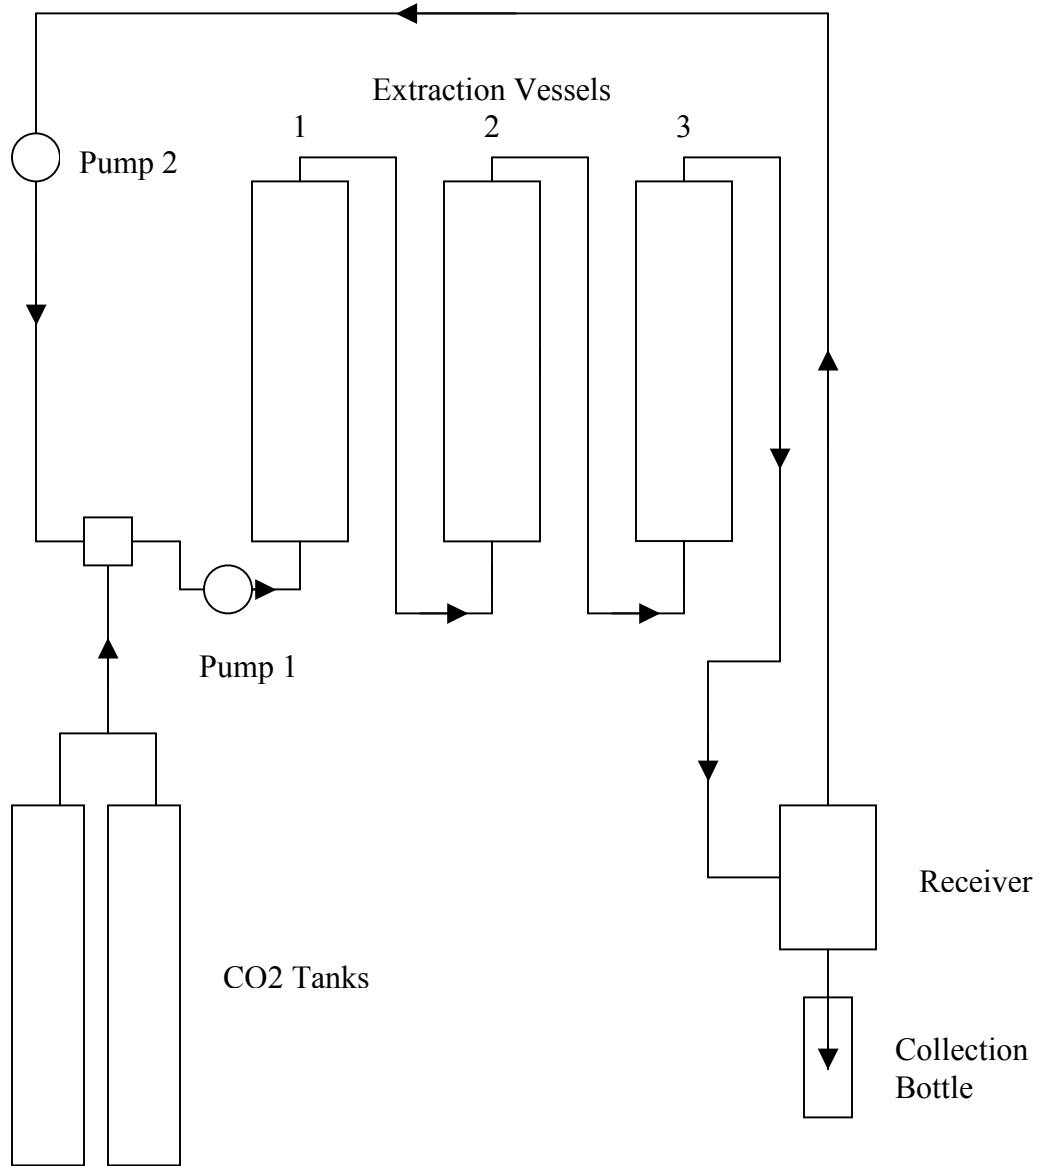 Extraction Vessels
1 2 3
Pump 2
Pump 1
Receiver
CO2 Tanks
Collection
Bottle